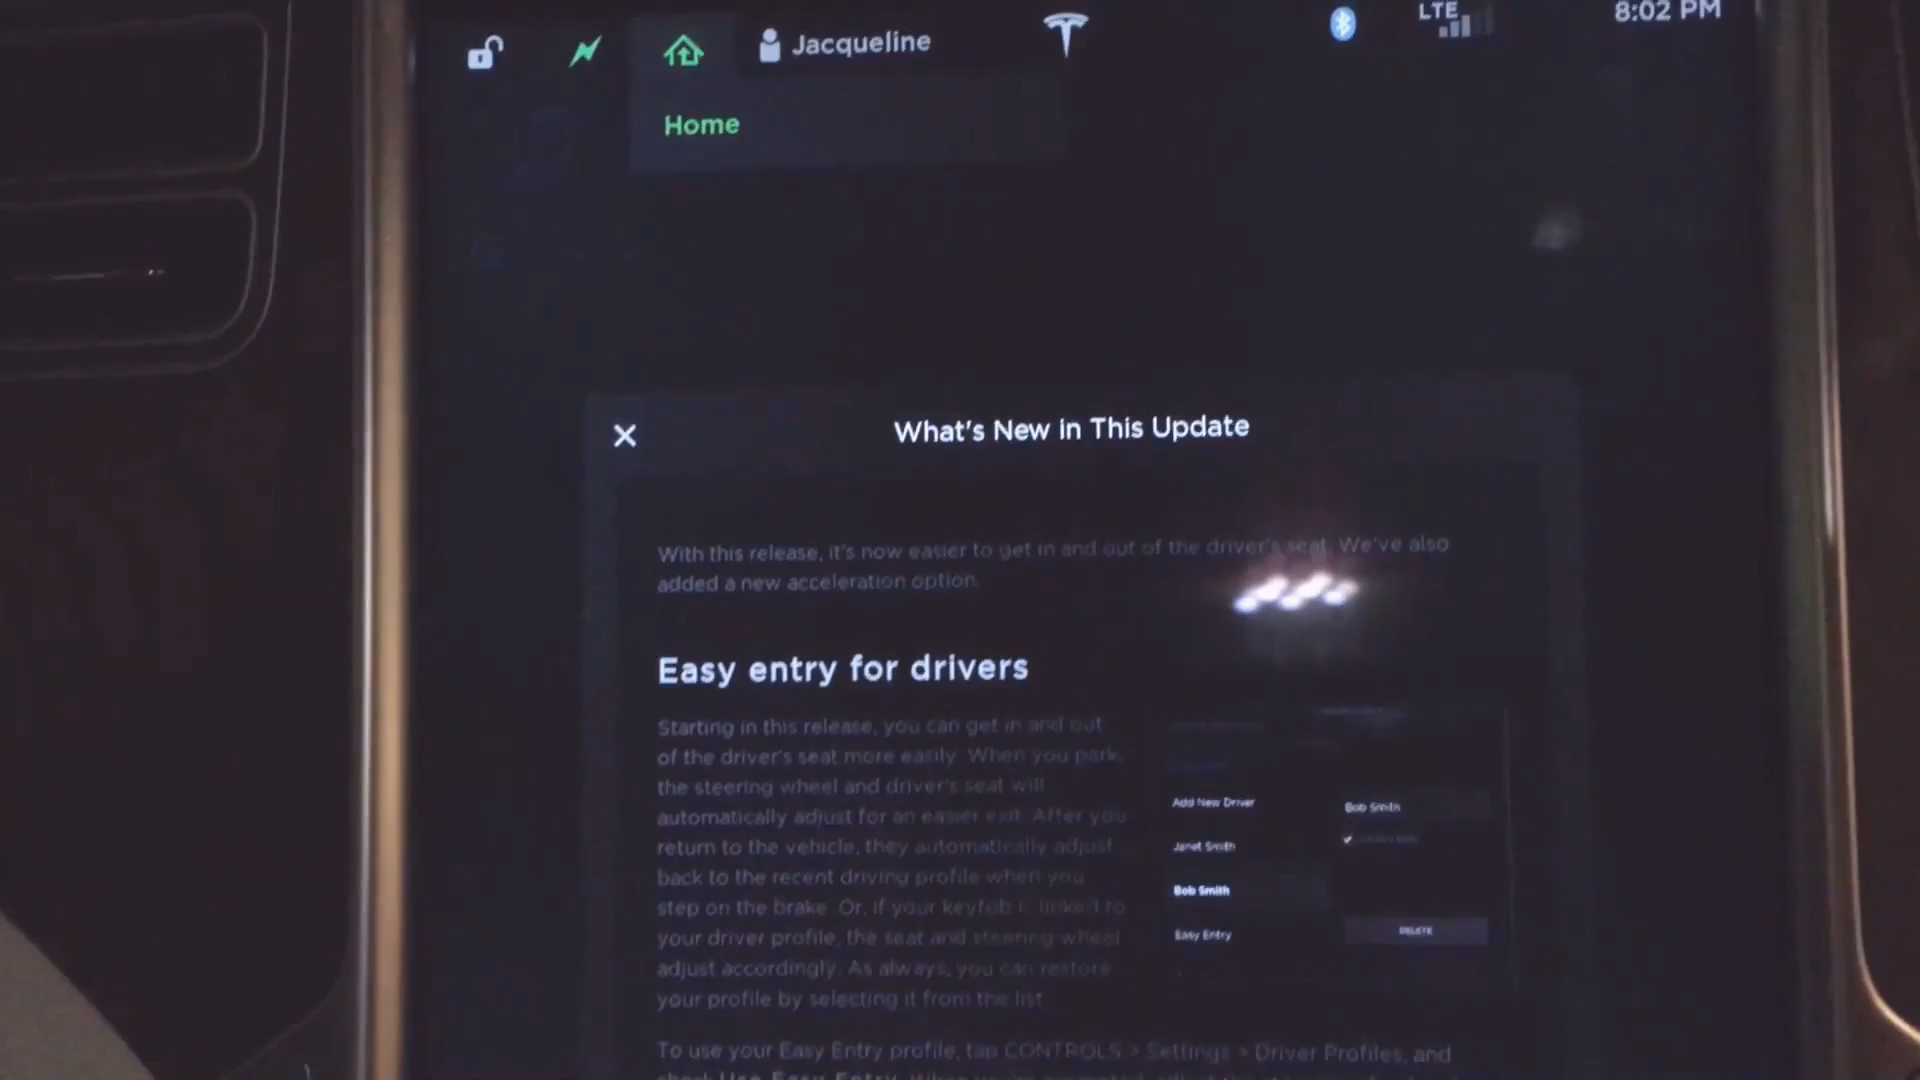 Jacqueline
LTE
8:02 PM
Home
What's New in This Update
With this release, it's now easier to get in and out of the driver's seat. We've also
added a new acceleration option.
Easy entry for drivers
Starting in this release, you can get in and out
of the driver's seat more easily. When you park,
the steering wheel and driver's seat will
automatically adjust for an easier exit. After you
return to the vehicle, they automatically adjust
back to the recent driving profile when you
step on the brake. Or, if your keyfob is linked to
your driver profile, the seat and steering wheel
adjust accordingly. As always, you can restore
your profile by selecting it from the list.
Add New Driver
Janet Smith
Bob Smith
Easy Entry
Bob Smith
DELETE
To use your Easy Entry profile, tap CONTROLS > Settings > Driver Profiles, and
check Use Easy Entry.